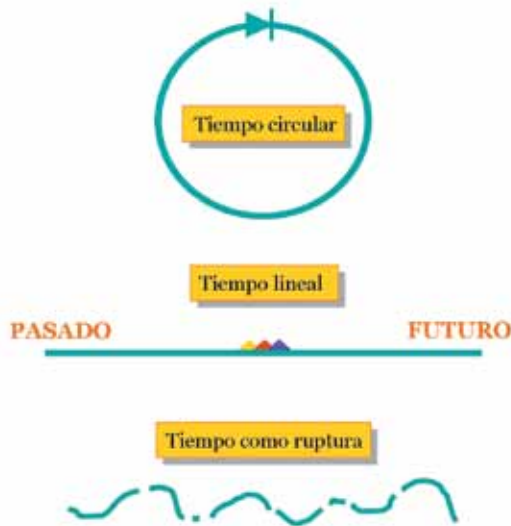 Tiempo circular
Tiempo lineal
PASADO FUTURO
Tiempo como ruptura